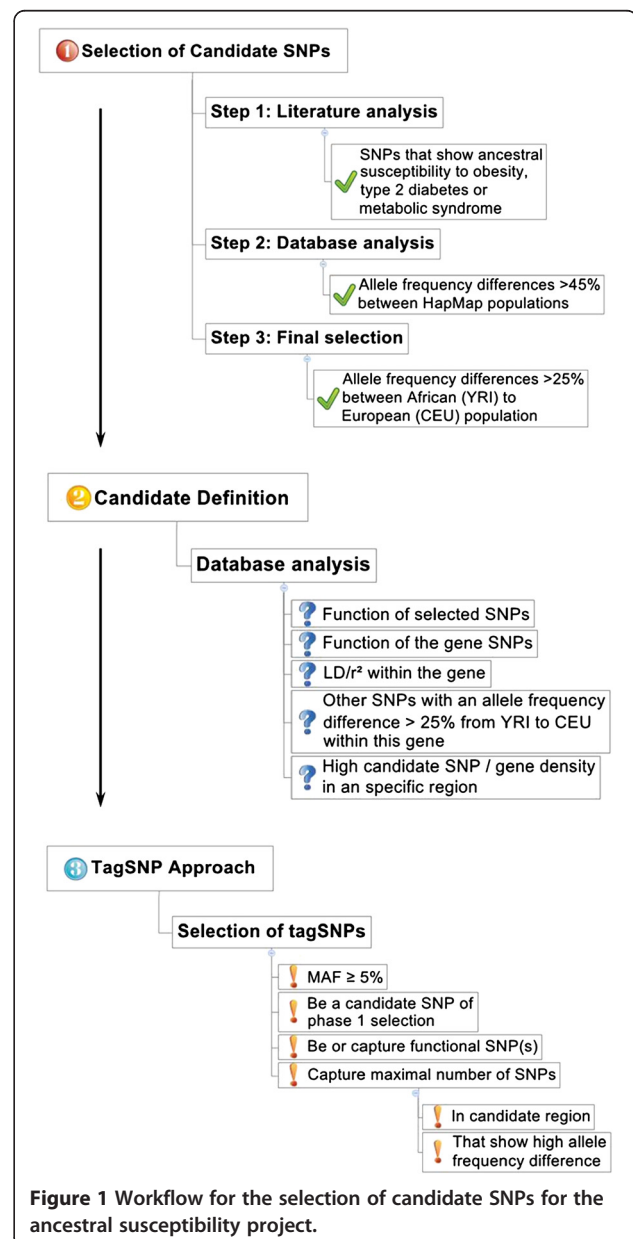 1 Selection of Candidate SNPs
Step 1: Literature analysis
SNPs that show ancestral
susceptibility to obesity,
type 2 diabetes or
metabolic syndrome
Step 2: Database analysis
Allele frequency differences >45%
between HapMap populations
Step 3: Final selection
Allele frequency differences >25%
between African (YRI) to
European (CEU) population
2 Candidate Definition
Database analysis
? Function of selected SNPs
? Function of the gene SNPs
? LD/r² within the gene
Other SNPs with an allele frequency
? difference > 25% from YRI to CEU
within this gene
? High candidate SNP / gene density
in an specific region
3 TagSNP Approach
Selection of tagSNPs
! MAF ≥ 5%
! Be a candidate SNP of
phase 1 selection
! Be or capture functional SNP(s)
! Capture maximal number of SNPs
! In candidate region
! That show high allele
frequency difference
Figure 1 Workflow for the selection of candidate SNPs for the
ancestral susceptibility project.